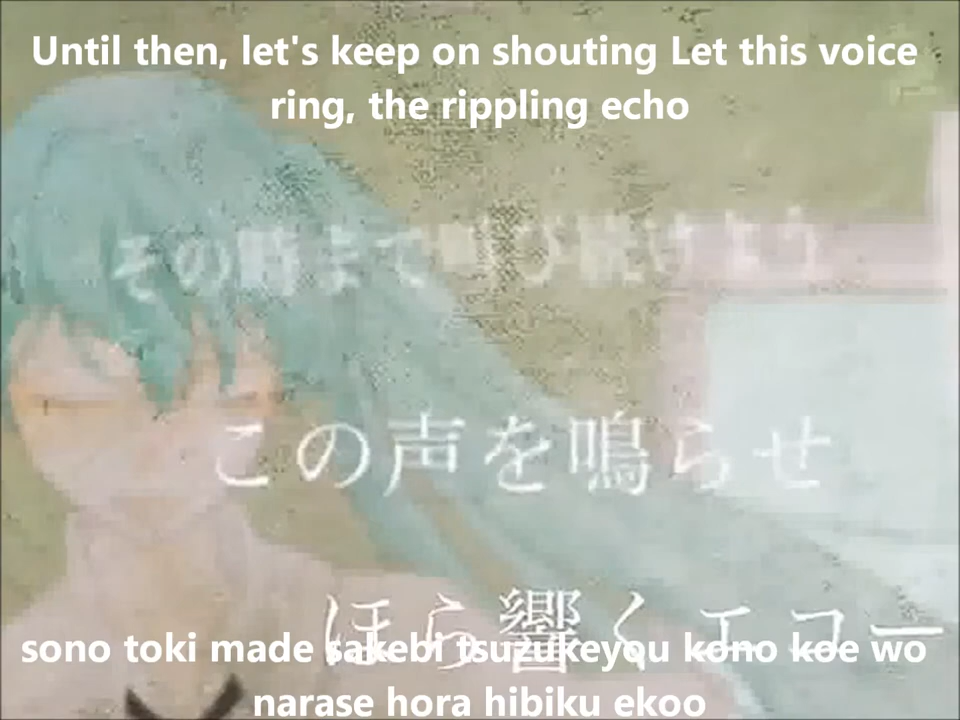 Until then, let's keep on shouting Let this voice
ring, the rippling echo
その時まで叫び続けよう
この声を鳴らせ
ほら響くエコー
sono toki made sakebi tsuzukeyou kono koe wo
narase hora hibiku ekoo